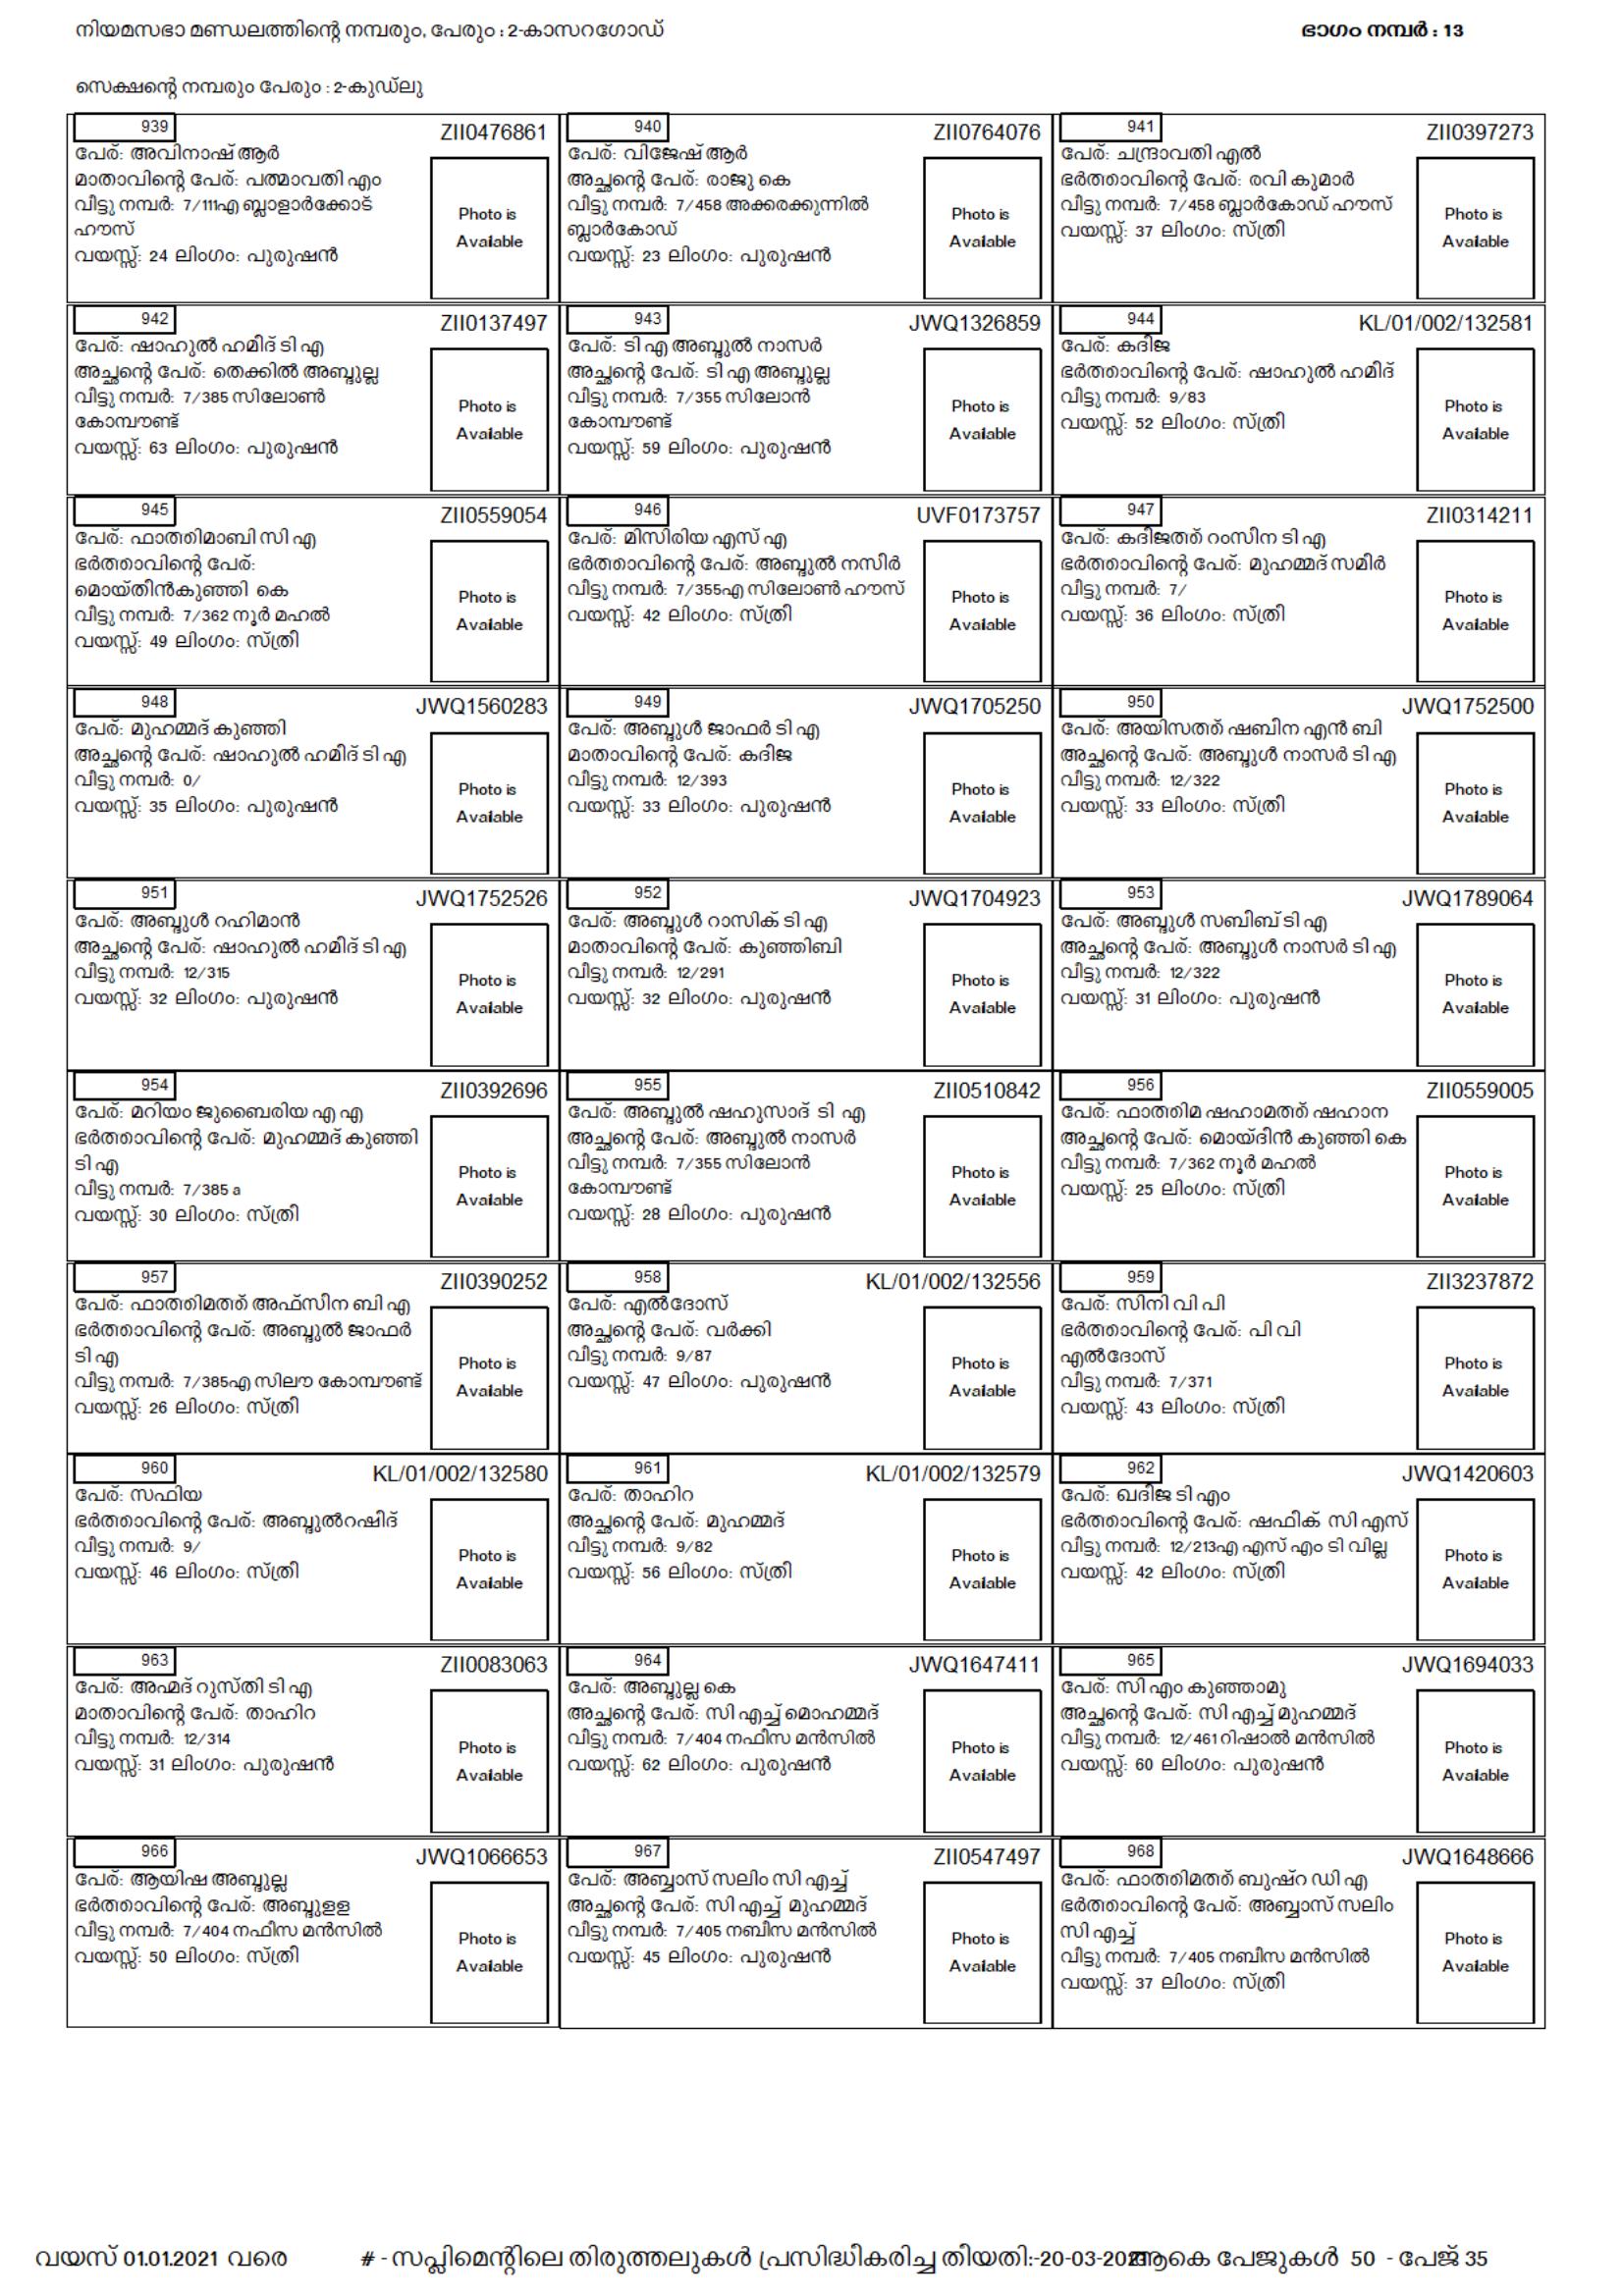 നിയമസഭാ മണ്ഡലത്തിന്റെ നമ്പരും, പേരും : 2-കാസറഗോഡ്
ഭാഗം നമ്പർ : 13
സെക്ഷന്റെ നമ്പരും പേരും : 2-കുഡ്ലു
939
ZII0476861
പേര്: അവിനാഷ് ആർ
മാതാവിന്റെ പേര്: പത്മാവതി എം
വീട്ടു നമ്പർ: 7/111എ ബ്ലാളാർക്കോട്
ഹൗസ്
വയസ്സ്: 24 ലിംഗം: പുരുഷൻ
Photo is
Available
940
ZII0764076
പേര്: വിജേഷ് ആർ
അച്ഛന്റെ പേര്: രാജു കെ
വീട്ടു നമ്പർ: 7/458 അക്കരക്കുന്നിൽ
ബ്ലാർകോഡ്
വയസ്സ്: 23 ലിംഗം: പുരുഷൻ
Photo is
Available
941
ZII0397273
പേര്: ചന്ദ്രാവതി എൽ
ഭർത്താവിന്റെ പേര്: രവി കുമാർ
വീട്ടു നമ്പർ: 7/458 ബ്ലാർകോഡ് ഹൗസ്
വയസ്സ്: 37 ലിംഗം: സ്ത്രീ
Photo is
Available
942
ZII0137497
പേര്: ഷാഹുൽ ഹമീദ് ടി എ
അച്ഛന്റെ പേര്: തെക്കിൽ അബ്ദുല്ല
വീട്ടു നമ്പർ: 7/385 സിലോൺ
കോമ്പൗണ്ട്
വയസ്സ്: 63 ലിംഗം: പുരുഷൻ
Photo is
Available
943
JWQ1326859
പേര്: ടി എ അബ്ദുൽ നാസർ
അച്ഛന്റെ പേര്: ടി എ അബ്ദുല്ല
വീട്ടു നമ്പർ: 7/355 സിലോൻ
കോമ്പൗണ്ട്
വയസ്സ്: 59 ലിംഗം: പുരുഷൻ
Photo is
Available
944
KL/01/002/132581
പേര്: കദീജ
ഭർത്താവിന്റെ പേര്: ഷാഹുൽ ഹമീദ്
വീട്ടു നമ്പർ: 9/83
വയസ്സ്: 52 ലിംഗം: സ്ത്രീ
Photo is
Available
945
ZII0559054
പേര്: ഫാത്തിമാബി സി എ
ഭർത്താവിന്റെ പേര്:
മൊയ്തീൻകുഞ്ഞി കെ
വീട്ടു നമ്പർ: 7/362 നൂർ മഹൽ
വയസ്സ്: 49 ലിംഗം: സ്ത്രീ
Photo is
Available
946
UVF0173757
പേര്: മിസിരിയ എസ് എ
ഭർത്താവിന്റെ പേര്: അബ്ദുൽ നസീർ
വീട്ടു നമ്പർ: 7/355എ സിലോൺ ഹൗസ്
വയസ്സ്: 42 ലിംഗം: സ്ത്രീ
Photo is
Available
947
ZII0314211
പേര്: കദീജത്ത് റംസീന ടി എ
ഭർത്താവിന്റെ പേര്: മുഹമ്മദ് സമീർ
വീട്ടു നമ്പർ: 7/
വയസ്സ്: 36 ലിംഗം: സ്ത്രീ
Photo is
Available
948
JWQ1560283
പേര്: മുഹമ്മദ് കുഞ്ഞി
അച്ഛന്റെ പേര്: ഷാഹുൽ ഹമീദ് ടി എ
വീട്ടു നമ്പർ: 0/
വയസ്സ്: 35 ലിംഗം: പുരുഷൻ
Photo is
Available
949
JWQ1705250
പേര്: അബ്ദുൾ ജാഫർ ടി എ
മാതാവിന്റെ പേര്: കദീജ
വീട്ടു നമ്പർ: 12/393
വയസ്സ്: 33 ലിംഗം: പുരുഷൻ
Photo is
Available
950
JWQ1752500
പേര്: അയിസത്ത് ഷബീന എൻ ബി
അച്ഛന്റെ പേര്: അബ്ദുൾ നാസർ ടി എ
വീട്ടു നമ്പർ: 12/322
വയസ്സ്: 33 ലിംഗം: സ്ത്രീ
Photo is
Available
951
JWQ1752526
പേര്: അബ്ദുൾ റഹിമാൻ
അച്ഛന്റെ പേര്: ഷാഹുൽ ഹമീദ് ടി എ
വീട്ടു നമ്പർ: 12/315
വയസ്സ്: 32 ലിംഗം: പുരുഷൻ
Photo is
Available
952
JWQ1704923
പേര്: അബ്ദുൾ റാസിക് ടി എ
മാതാവിന്റെ പേര്: കുഞ്ഞിബി
വീട്ടു നമ്പർ: 12/291
വയസ്സ്: 32 ലിംഗം: പുരുഷൻ
Photo is
Available
953
JWQ1789064
പേര്: അബ്ദുൾ സബീബ് ടി എ
അച്ഛന്റെ പേര്: അബ്ദുൾ നാസർ ടി എ
വീട്ടു നമ്പർ: 12/322
വയസ്സ്: 31 ലിംഗം: പുരുഷൻ
Photo is
Available
954
ZII0392696
പേര്: മറിയം ജുബൈരിയ എ എ
ഭർത്താവിന്റെ പേര്: മുഹമ്മദ് കുഞ്ഞി
ടി എ
വീട്ടു നമ്പർ: 7/385 a
വയസ്സ്: 30 ലിംഗം: സ്ത്രീ
Photo is
Available
955
ZII0510842
പേര്: അബ്ദുൽ ഷഹുസാദ് ടി എ
അച്ഛന്റെ പേര്: അബ്ദുൽ നാസർ
വീട്ടു നമ്പർ: 7/355 സിലോൻ
കോമ്പൗണ്ട്
വയസ്സ്: 28 ലിംഗം: പുരുഷൻ
Photo is
Available
956
ZII0559005
പേര്: ഫാത്തിമ ഷഹാമത്ത് ഷഹാന
അച്ഛന്റെ പേര്: മൊയ്ദീൻ കുഞ്ഞി കെ
വീട്ടു നമ്പർ: 7/362 നൂർ മഹൽ
വയസ്സ്: 25 ലിംഗം: സ്ത്രീ
Photo is
Available
957
ZII0390252
പേര്: ഫാത്തിമത്ത് അഫ്സീന ബി എ
ഭർത്താവിന്റെ പേര്: അബ്ദുൽ ജാഫർ
ടി എ
വീട്ടു നമ്പർ: 7/385എ സിലൗ കോമ്പൗണ്ട്
വയസ്സ്: 26 ലിംഗം: സ്ത്രീ
Photo is
Available
958
KL/01/002/132556
പേര്: എൽദോസ്
അച്ഛന്റെ പേര്: വർക്കി
വീട്ടു നമ്പർ: 9/87
വയസ്സ്: 47 ലിംഗം: പുരുഷൻ
Photo is
Available
959
ZII3237872
പേര്: സിനി വി പി
ഭർത്താവിന്റെ പേര്: പി വി
എൽദോസ്
വീട്ടു നമ്പർ: 7/371
വയസ്സ്: 43 ലിംഗം: സ്ത്രീ
Photo is
Available
960
KL/01/002/132580
പേര്: സഫിയ
ഭർത്താവിന്റെ പേര്: അബ്ദുൽറഷീദ്
വീട്ടു നമ്പർ: 9/
വയസ്സ്: 46 ലിംഗം: സ്ത്രീ
Photo is
Available
961
KL/01/002/132579
പേര്: താഹിറ
അച്ഛന്റെ പേര്: മുഹമ്മദ്
വീട്ടു നമ്പർ: 9/82
വയസ്സ്: 56 ലിംഗം: സ്ത്രീ
Photo is
Available
962
JWQ1420603
പേര്: ഖദീജ ടി എം
ഭർത്താവിന്റെ പേര്: ഷഫീക് സി എസ്
വീട്ടു നമ്പർ: 12/213എ എസ് എം ടി വില്ല
വയസ്സ്: 42 ലിംഗം: സ്ത്രീ
Photo is
Available
963
ZII0083063
പേര്: അഹ്മദ് റുസ്തി ടി എ
മാതാവിന്റെ പേര്: താഹിറ
വീട്ടു നമ്പർ: 12/314
വയസ്സ്: 31 ലിംഗം: പുരുഷൻ
Photo is
Available
964
JWQ1647411
പേര്: അബ്ദുല്ല കെ
അച്ഛന്റെ പേര്: സി എച്ച് മൊഹമ്മദ്
വീട്ടു നമ്പർ: 7/404 നഫീസ മൻസിൽ
വയസ്സ്: 62 ലിംഗം: പുരുഷൻ
Photo is
Available
965
JWQ1694033
പേര്: സി എം കുഞ്ഞാമു
അച്ഛന്റെ പേര്: സി എച്ച് മുഹമ്മദ്
വീട്ടു നമ്പർ: 12/461 റിഷാൽ മൻസിൽ
വയസ്സ്: 60 ലിംഗം: പുരുഷൻ
Photo is
Available
966
JWQ1066653
പേര്: ആയിഷ അബ്ദുല്ല
ഭർത്താവിന്റെ പേര്: അബ്ദുളള
വീട്ടു നമ്പർ: 7/404 നഫീസ മൻസിൽ
വയസ്സ്: 50 ലിംഗം: സ്ത്രീ
Photo is
Available
967
ZII0547497
പേര്: അബ്ബാസ് സലിം സി എച്ച്
അച്ഛന്റെ പേര്: സി എച്ച് മുഹമ്മദ്
വീട്ടു നമ്പർ: 7/405 നബീസ മൻസിൽ
വയസ്സ്: 45 ലിംഗം: പുരുഷൻ
Photo is
Available
968
JWQ1648666
പേര്: ഫാത്തിമത്ത് ബുഷ്റ ഡി എ
ഭർത്താവിന്റെ പേര്: അബ്ബാസ് സലിം
സി എച്ച്
വീട്ടു നമ്പർ: 7/405 നബീസ മൻസിൽ
വയസ്സ്: 37 ലിംഗം: സ്ത്രീ
Photo is
Available
വയസ് 01.01.2021 വരെ
# - സപ്ലിമെന്റിലെ തിരുത്തലുകൾ പ്രസിദ്ധീകരിച്ച തീയതി:-20-03-2021
ആകെ പേജുകൾ 50 - പേജ് 35